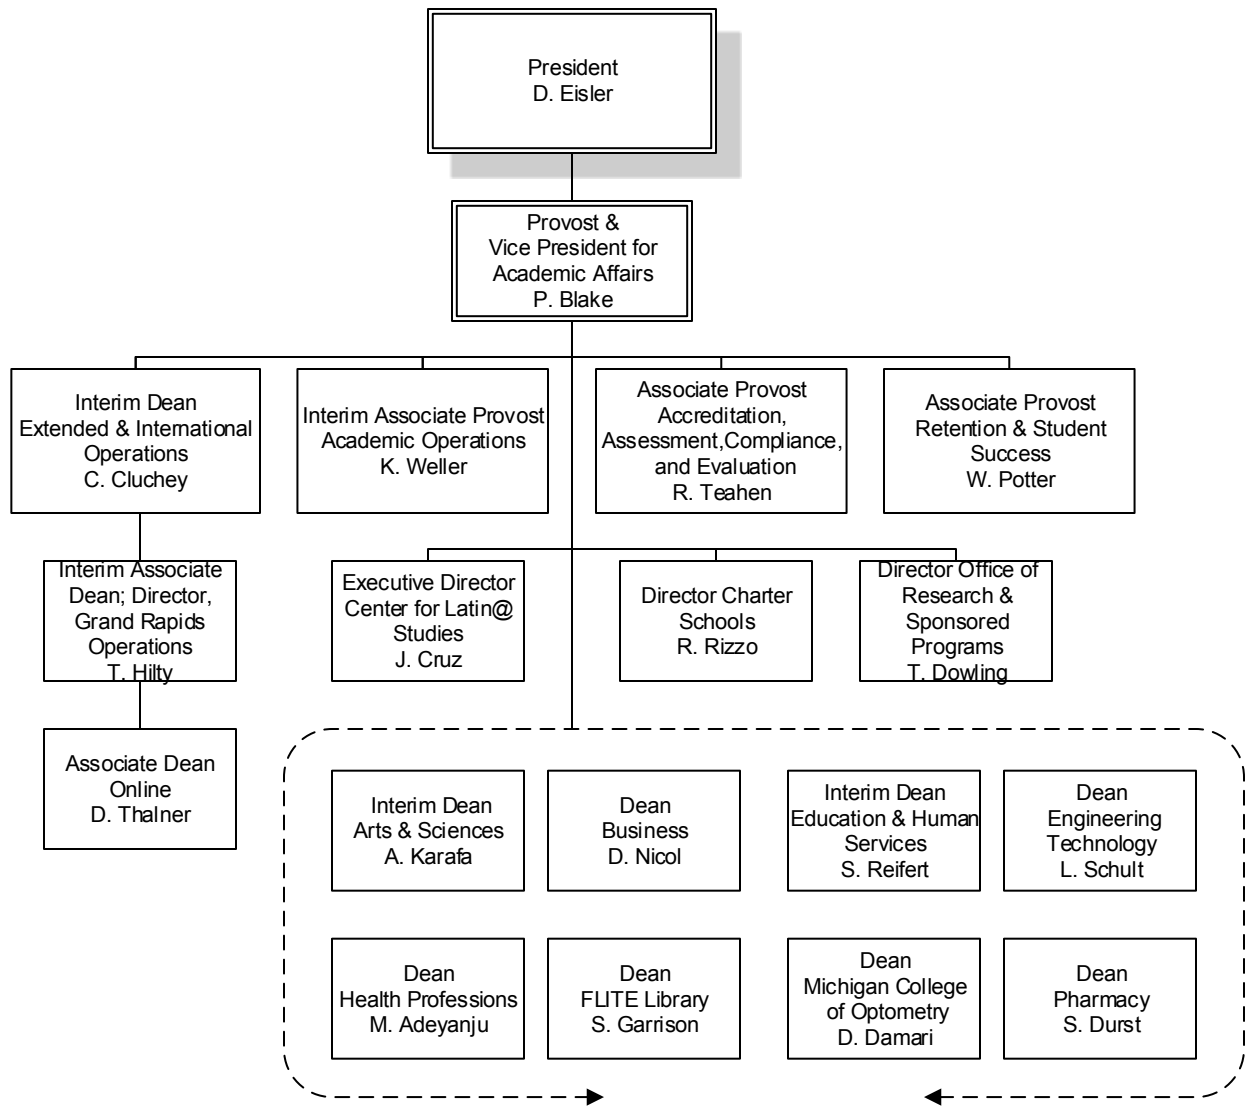 President
D. Eisler
Provost &
Vice President for
Academic Affairs
P. Blake
Interim Dean
Extended & International
Operations
C. Cluchey
Interim Associate Provost
Academic Operations
K. Weller
Associate Provost
Accreditation,
Assessment,Compliance,
and Evaluation
R. Teahen
Associate Provost
Retention & Student
Success
W. Potter
Interim Associate
Dean; Director,
Grand Rapids
Operations
T. Hilty
Executive Director
Center for Latin@
Studies
J. Cruz
Director Charter
Schools
R. Rizzo
Director Office of
Research &
Sponsored
Programs
T. Dowling
Associate Dean
Online
D. Thalner
Interim Dean
Arts & Sciences
A. Karafa
Dean
Business
D. Nicol
Interim Dean
Education & Human
Services
S. Reifert
Dean
Engineering
Technology
L. Schult
Dean
Health Professions
M. Adeyanju
Dean
FLITE Library
S. Garrison
Dean
Michigan College
of Optometry
D. Damari
Dean
Pharmacy
S. Durst